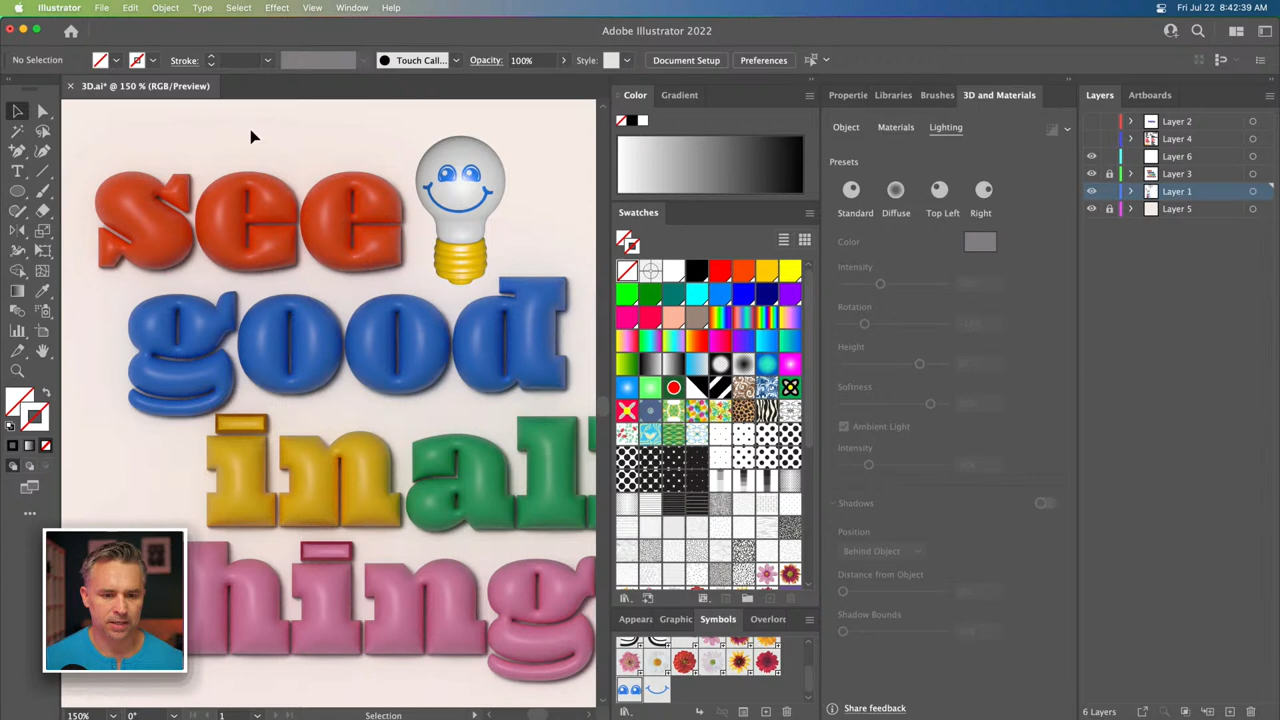 Illustrator File Edit Object Type Select Effect View Window Help Fri Jul 22 8:42:39 AM
Adobe Illustrator 2022
No Selection Stroke: Touch Call... Opacity: 100% Style: Document Setup Preferences
3D.ai* @ 150 % (RGB/Preview)
Color Gradient
Propertie Libraries Brushes 3D and Materials
Layers Artboards
Object Materials Lighting
Layer 2
Layer 4
Layer 6
Layer 3
Layer 1
Layer 5
Presets
Standard Diffuse Top Left Right
Swatches
Color
Intensity
Rotation
Height
Softness
Ambient Light
Intensity
Shadows
Position
Behind Object
Distance from Object
Shadow Bounds
see
good
in al
hing
Appear Graphic Symbols Overlor
Share feedback
150% 0° 1 Selection
6 Layers